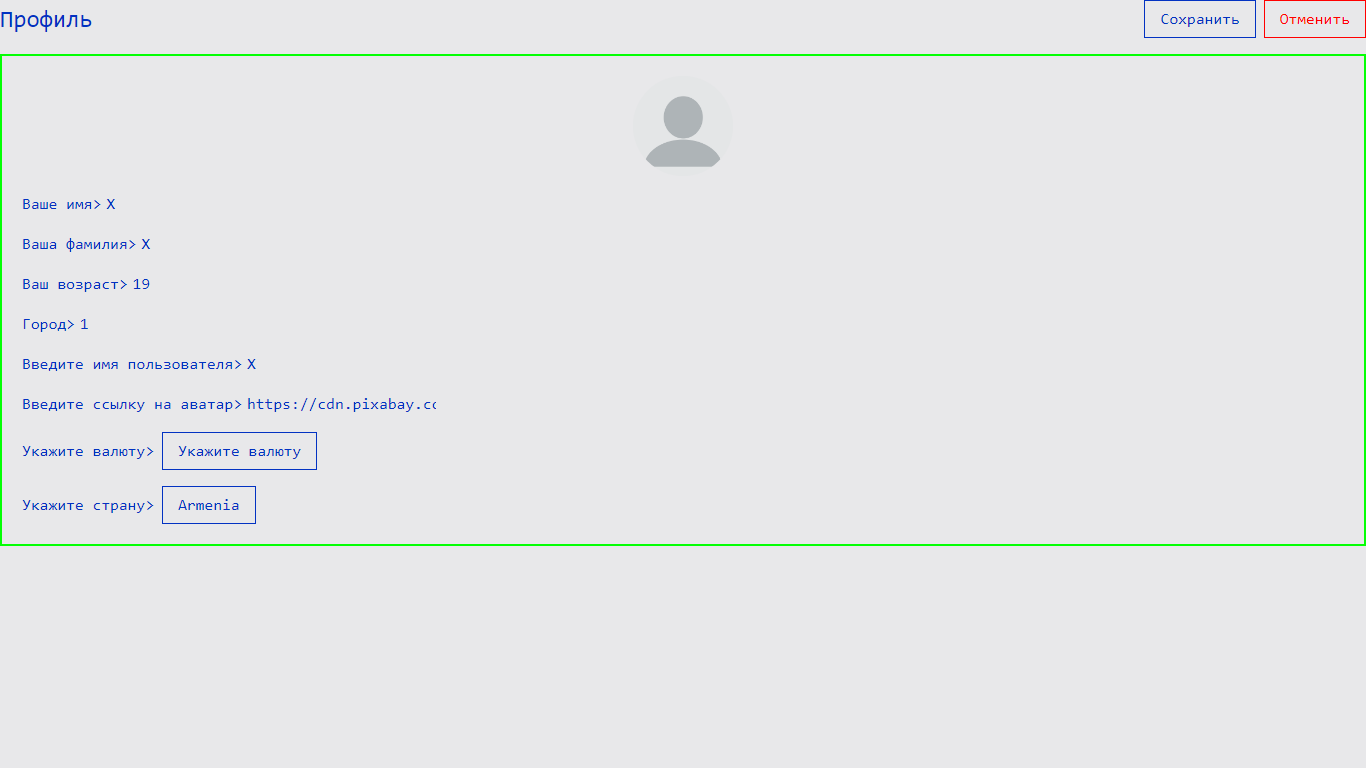 Профиль
Сохранить
Отменить
Ваше имя> X
Ваша фамилия> X
Ваш возраст> 19
Город> 1
Введите имя пользователя> X
Введите ссылку на аватар> https://cdn.pixabay.co
Укажите валюту> Укажите валюту
Укажите страну> Armenia